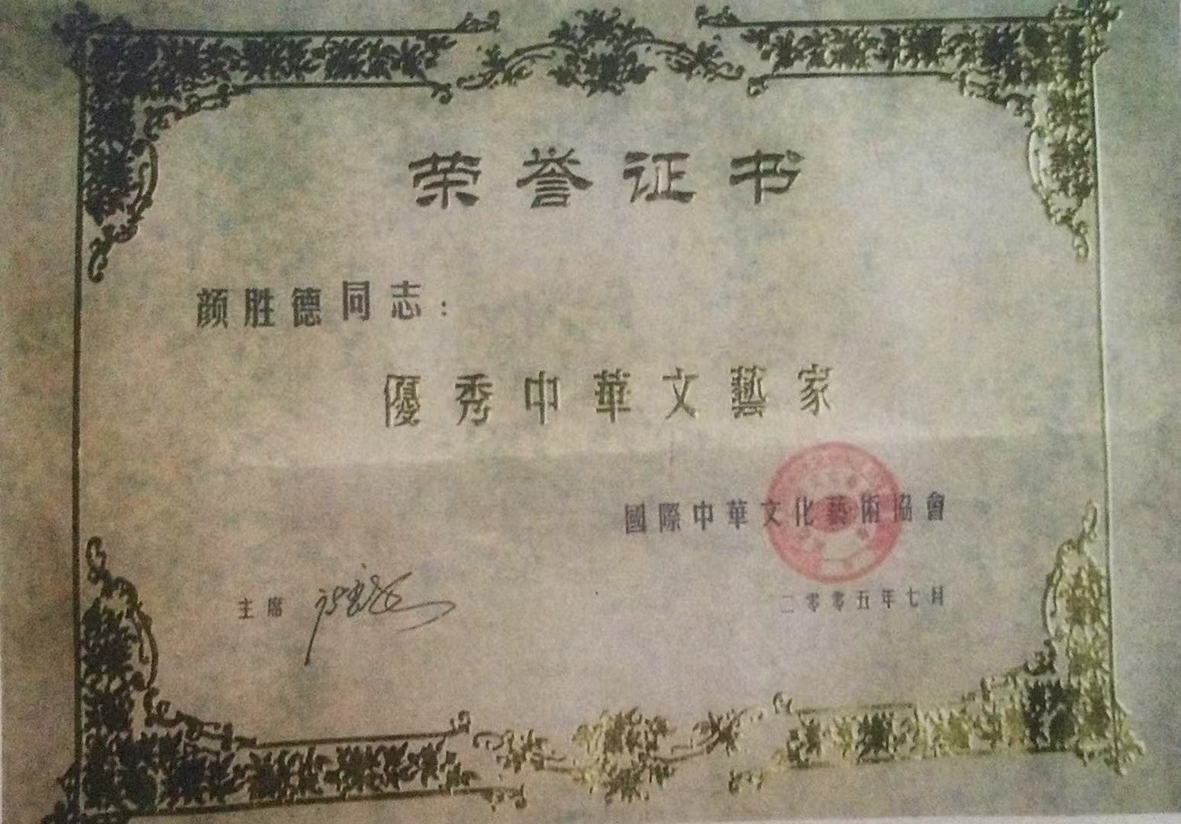 荣誉证书
颜胜德同志：
優秀中華文藝家
國際中華文化藝術協會
主席
二零零五年七月